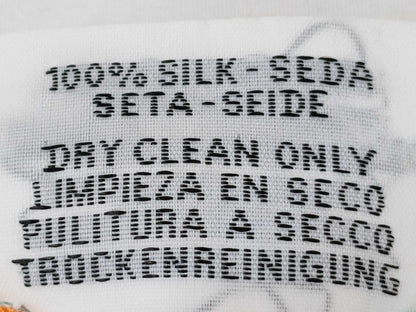 100% SILK - SEDA
SETA - SEIDE
DRY CLEAN ONLY
LIMPIEZA EN SECO
PULITURA A SECCO
TROCKENREINIGUNG